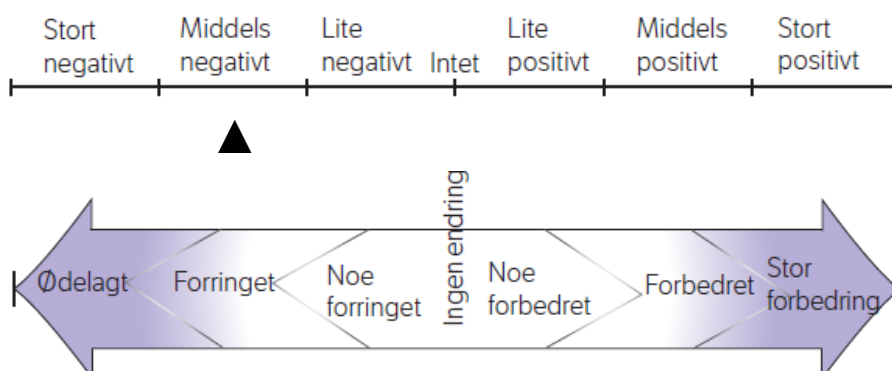 Stort
negativt
Middels
negativt
Lite
negativt
Intet
Lite
positivt
Middels
positivt
Stort
positivt
Ødelagt
Forringet
Noe
forringet
Ingen endring
Noe
forbedret
Forbedret
Stor
forbedring